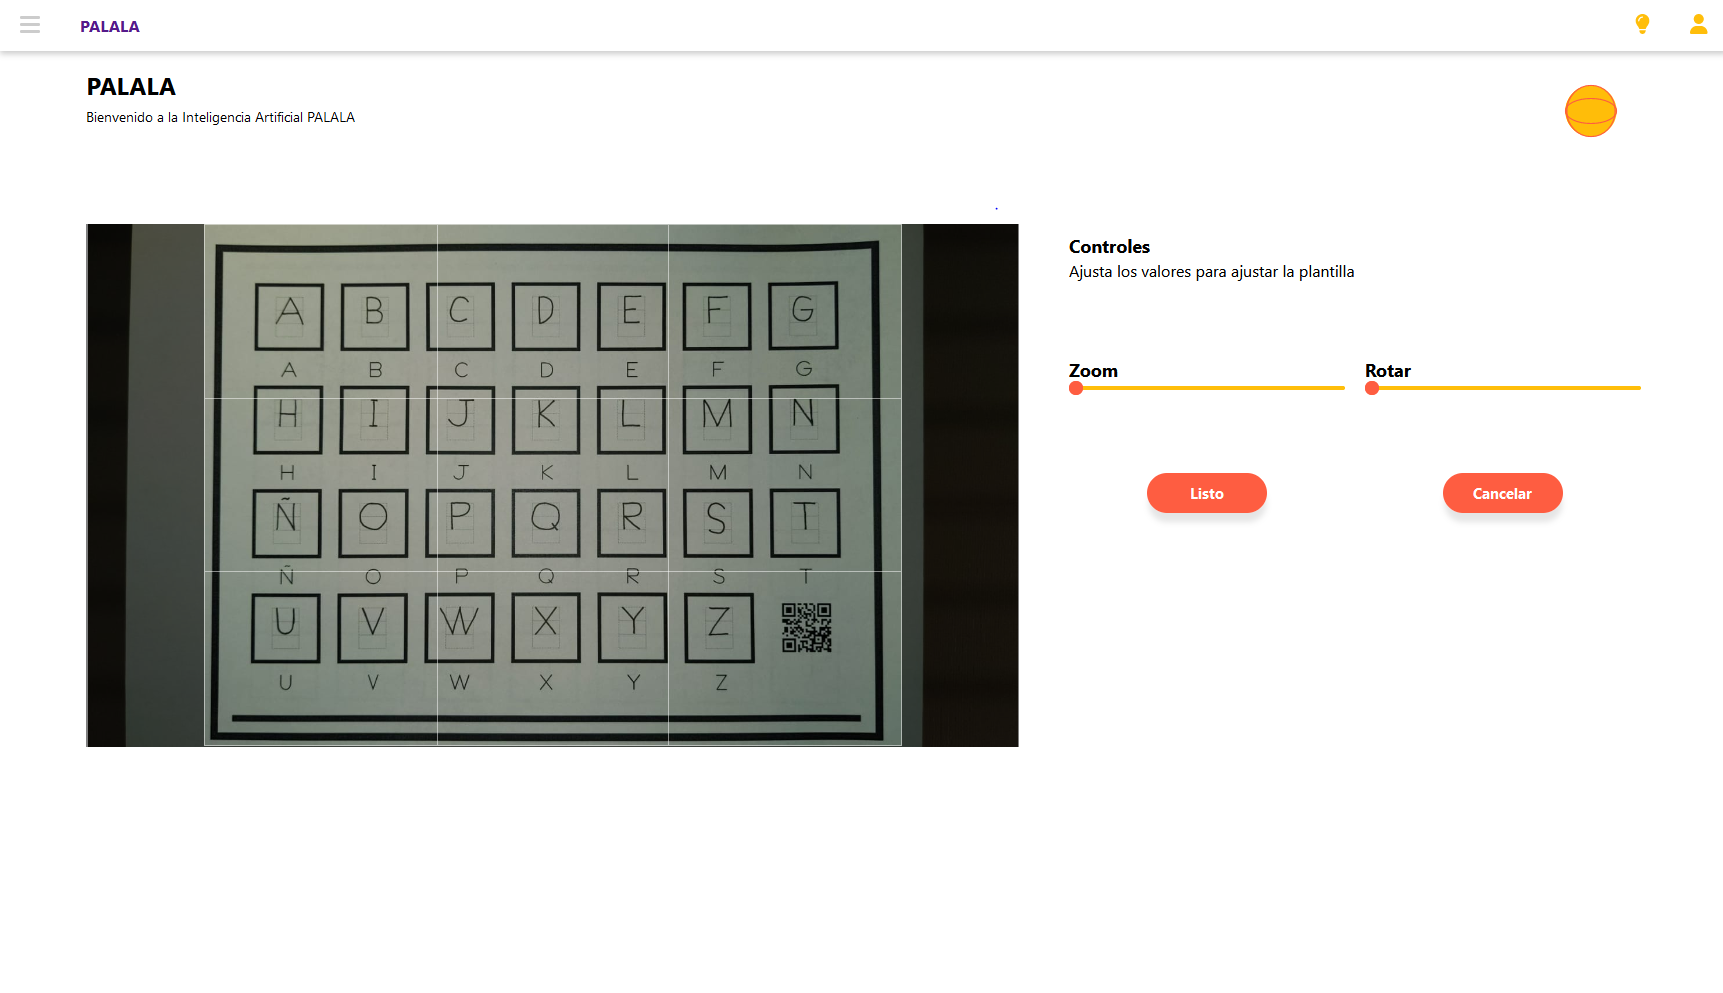 PALALA
PALALA
Bienvenido a la Inteligencia Artificial PALALA
A B C D E F G
A B C D E F G
H I J K L M N
H I J K L M N
Ñ O P Q R S T
Ñ O P Q R S T
U V W X Y Z
U V W X Y Z
Controles
Ajusta los valores para ajustar la plantilla
Zoom Rotar
Listo Cancelar